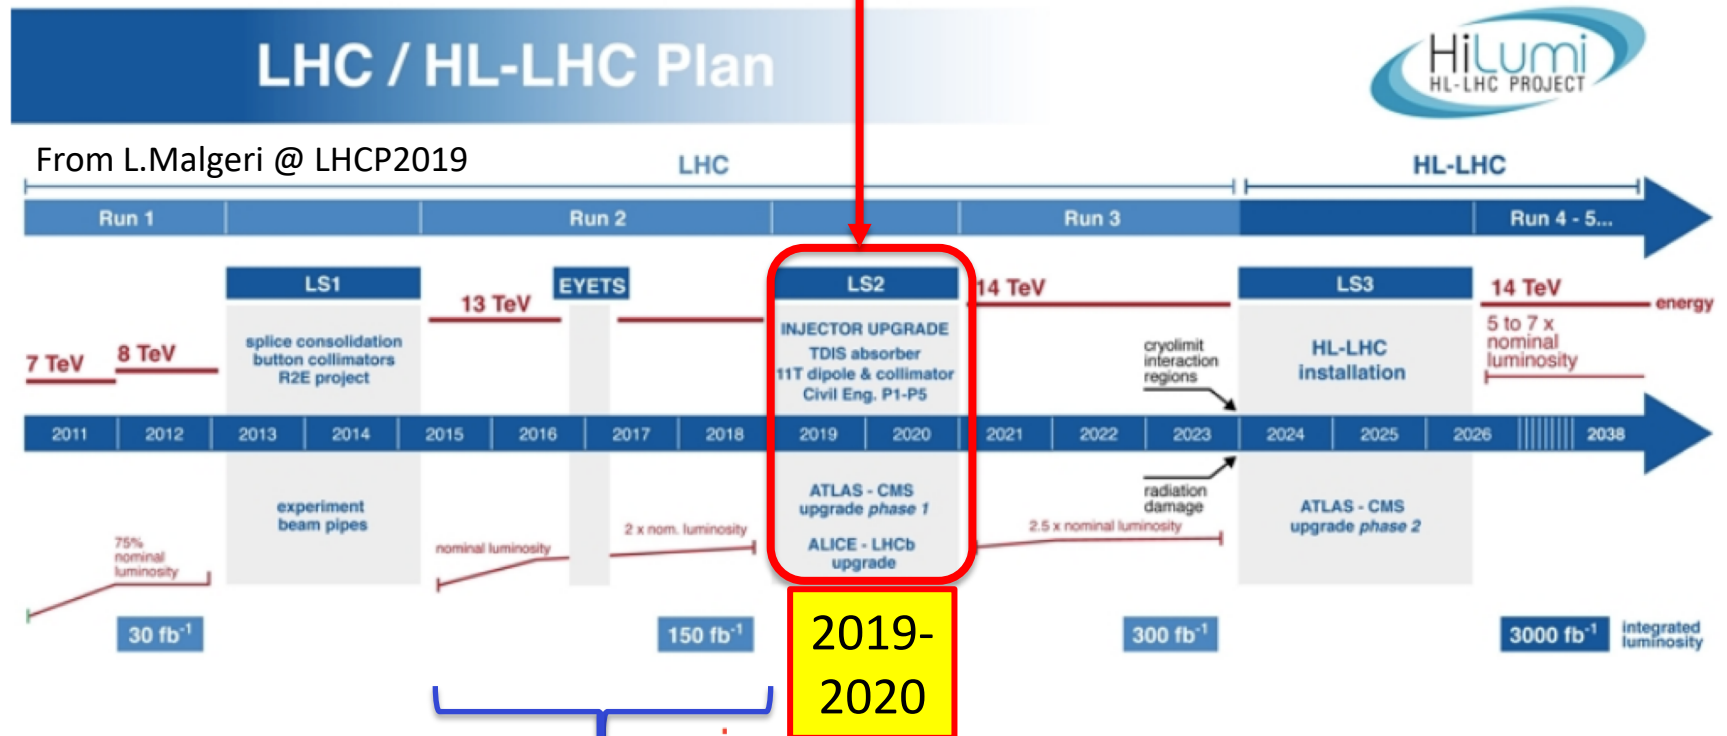 LHC / HL-LHC Plan
HiLumi
HL-LHC PROJECT
From L.Malgeri @ LHCP2019
LHC
HL-LHC
Run 1
Run 2
Run 3
Run 4 - 5...
LS1
EYETS
LS2
LS3
13 TeV
14 TeV
14 TeV
energy
7 TeV
8 TeV
splice consolidation
button collimators
R2E project
INJECTOR UPGRADE
TDIS absorber
11T dipole & collimator
Civil Eng. P1-P5
cryolimit
interaction
regions
HL-LHC
installation
5 to 7 x
nominal
luminosity
2011
2012
2013
2014
2015
2016
2017
2018
2019
2020
2021
2022
2023
2024
2025
2026
2038
75%
nominal
luminosity
experiment
beam pipes
nominal luminosity
2 x nom. luminosity
ATLAS - CMS
upgrade phase 1
ALICE - LHCb
upgrade
radiation
damage
2.5 x nominal luminosity
ATLAS - CMS
upgrade phase 2
30 fb⁻¹
150 fb⁻¹
2019-
2020
300 fb⁻¹
3000 fb⁻¹
integrated
luminosity